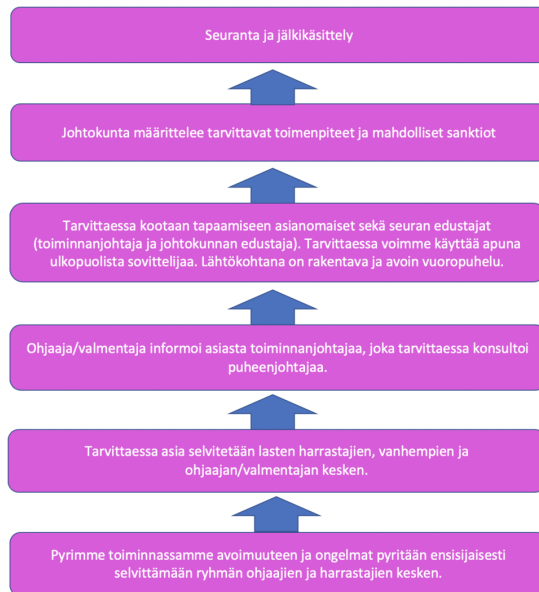 Seuranta ja jälkikäsittely
Johtokunta määrittelee tarvittavat toimenpiteet ja mahdolliset sanktiot
Tarvittaessa kootaan tapaamiseen asianomaiset sekä seuran edustajat
(toiminnanjohtaja ja johtokunnan edustaja). Tarvittaessa voimme käyttää apuna
ulkopuolista sovittelijaa. Lähtökohtana on rakentava ja avoin vuoropuhelu.
Ohjaaja/valmentaja informoi asiasta toiminnanjohtajaa, joka tarvittaessa konsultoi
puheenjohtajaa.
Tarvittaessa asia selvitetään lasten harrastajien, vanhempien ja
ohjaajan/valmentajan kesken.
Pyrimme toiminnassamme avoimuuteen ja ongelmat pyritään ensisijaisesti
selvittämään ryhmän ohjaajien ja harrastajien kesken.